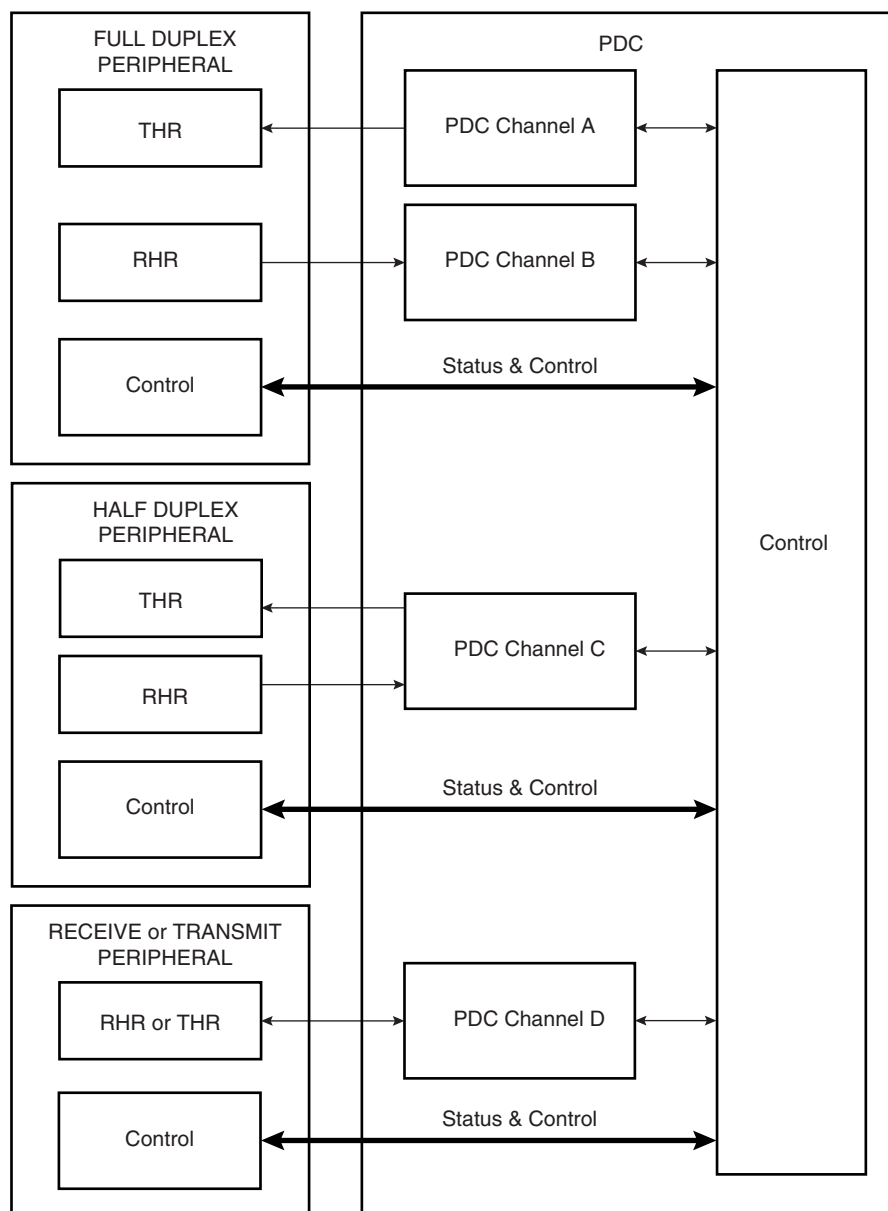 FULL DUPLEX
PERIPHERAL
THR
RHR
Control
PDC
PDC Channel A
PDC Channel B
Status & Control
Control
HALF DUPLEX
PERIPHERAL
THR
RHR
Control
PDC Channel C
Status & Control
RECEIVE or TRANSMIT
PERIPHERAL
RHR or THR
Control
PDC Channel D
Status & Control